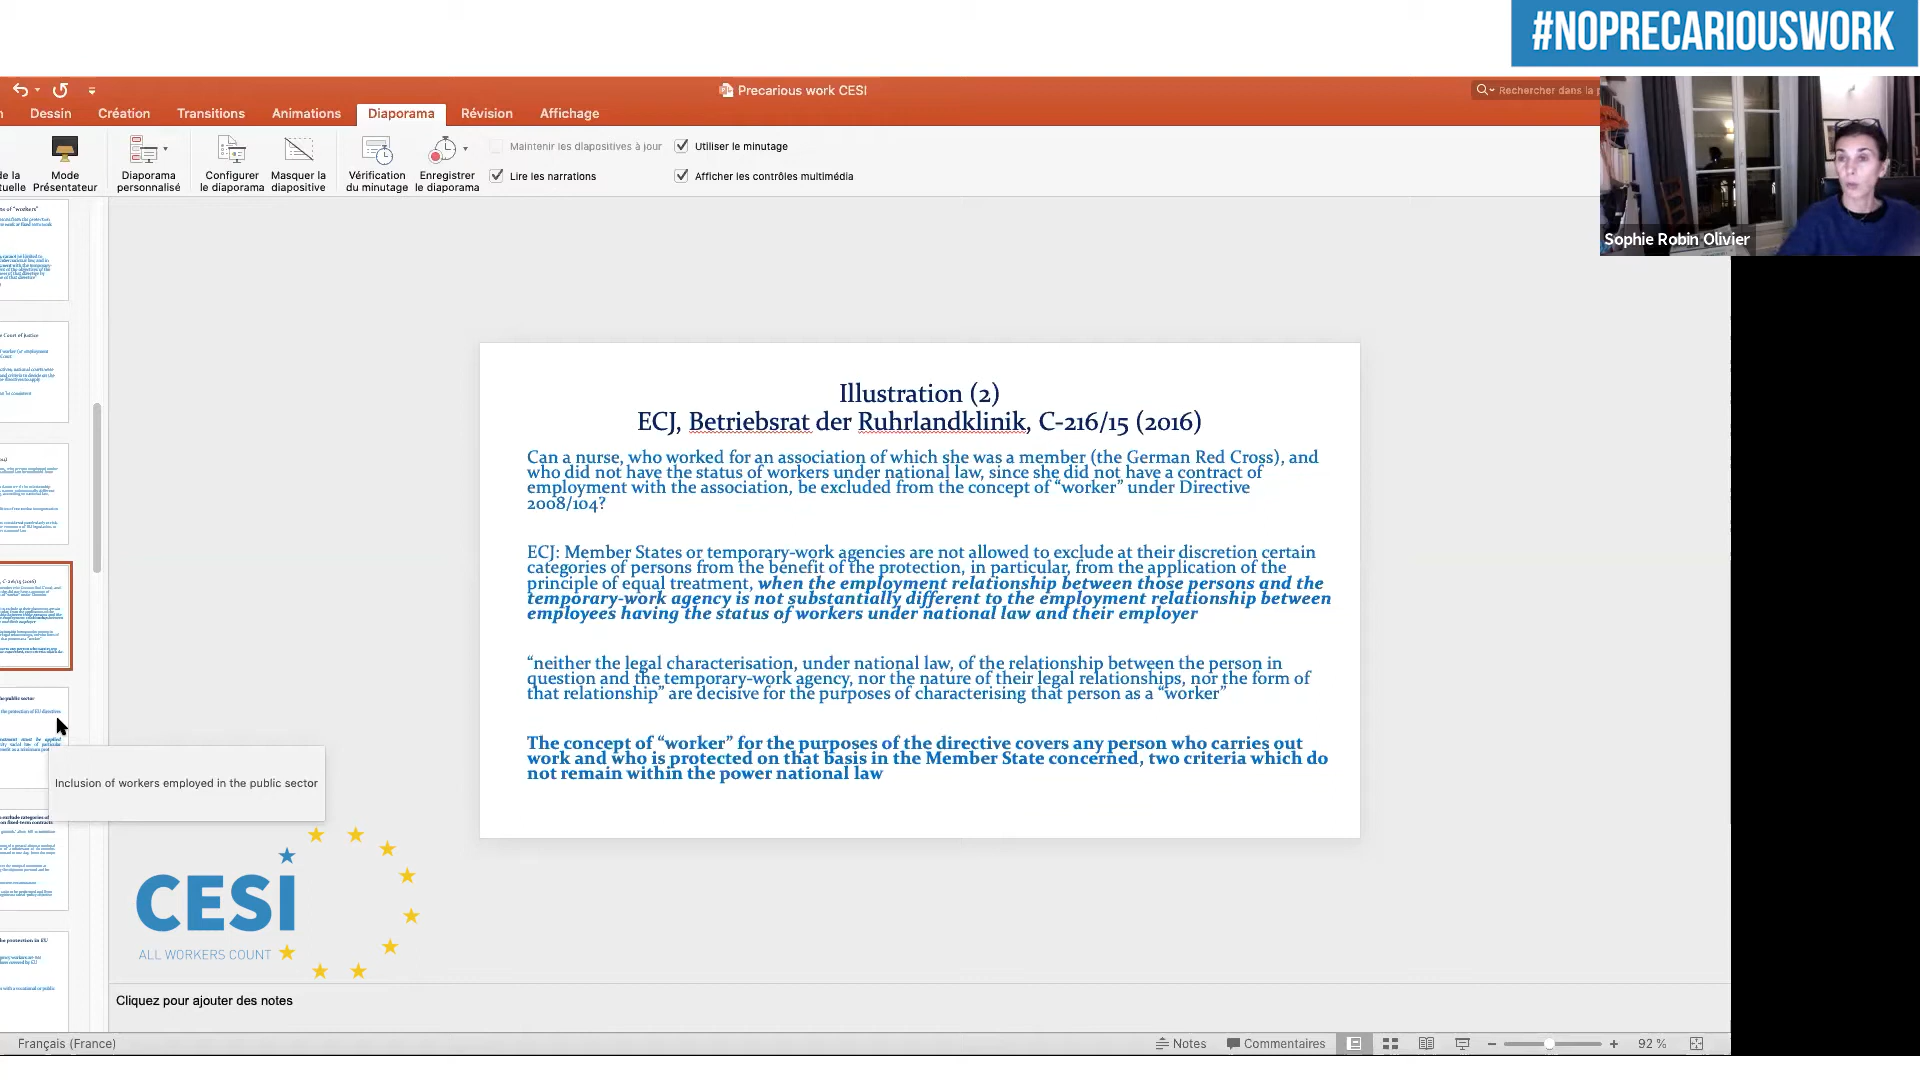 #NOPRECARIOUSWORK
Precarious work CESI
Rechercher dans la p
Dessin
Création
Transitions
Animations
Diaporama
Révision
Affichage
de la
tuelle
Mode
Présentateur
Diaporama
personnalisé
Configurer
le diaporama
Masquer la
diapositive
Vérification
du minutage
Enregistrer
le diaporama
Maintenir les diapositives à jour
Lire les narrations
Utiliser le minutage
Afficher les contrôles multimédia
Sophie Robin Olivier
Illustration (2)
ECJ, Betriebsrat der Ruhrlandklinik, C-216/15 (2016)
Can a nurse, who worked for an association of which she was a member (the German Red Cross), and
who did not have the status of workers under national law, since she did not have a contract of
employment with the association, be excluded from the concept of “worker” under Directive
2008/104?
ECJ: Member States or temporary-work agencies are not allowed to exclude at their discretion certain
categories of persons from the benefit of the protection, in particular, from the application of the
principle of equal treatment, when the employment relationship between those persons and the
temporary-work agency is not substantially different to the employment relationship between
employees having the status of workers under national law and their employer
“neither the legal characterisation, under national law, of the relationship between the person in
question and the temporary-work agency, nor the nature of their legal relationships, nor the form of
that relationship” are decisive for the purposes of characterising that person as a “worker”
The concept of “worker” for the purposes of the directive covers any person who carries out
work and who is protected on that basis in the Member State concerned, two criteria which do
not remain within the power national law
Inclusion of workers employed in the public sector
CESI
ALL WORKERS COUNT
Cliquez pour ajouter des notes
Français (France)
Notes
Commentaires
92 %